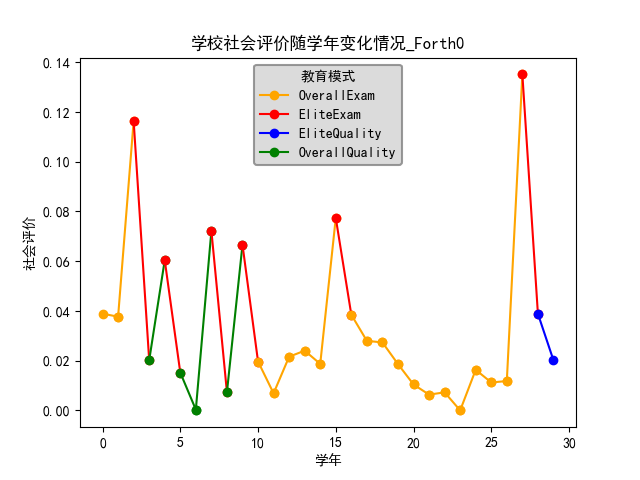 学校社会评价随学年变化情况_Forth0
教育模式
OverallExam
EliteExam
EliteQuality
OverallQuality
社会评价
0.14
0.12
0.10
0.08
0.06
0.04
0.02
0.00
0 5 10 15 20 25 30
学年